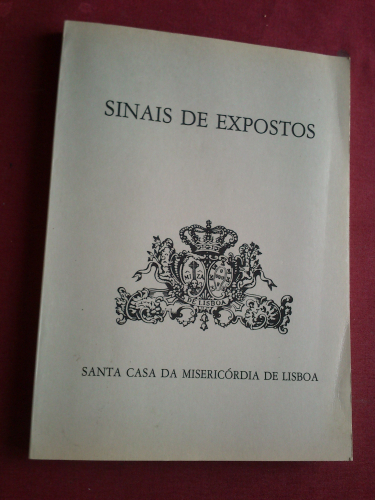 SINAIS DE EXPOSTOS
DE LISBOA
SANTA CASA DA MISERICÓRDIA DE LISBOA